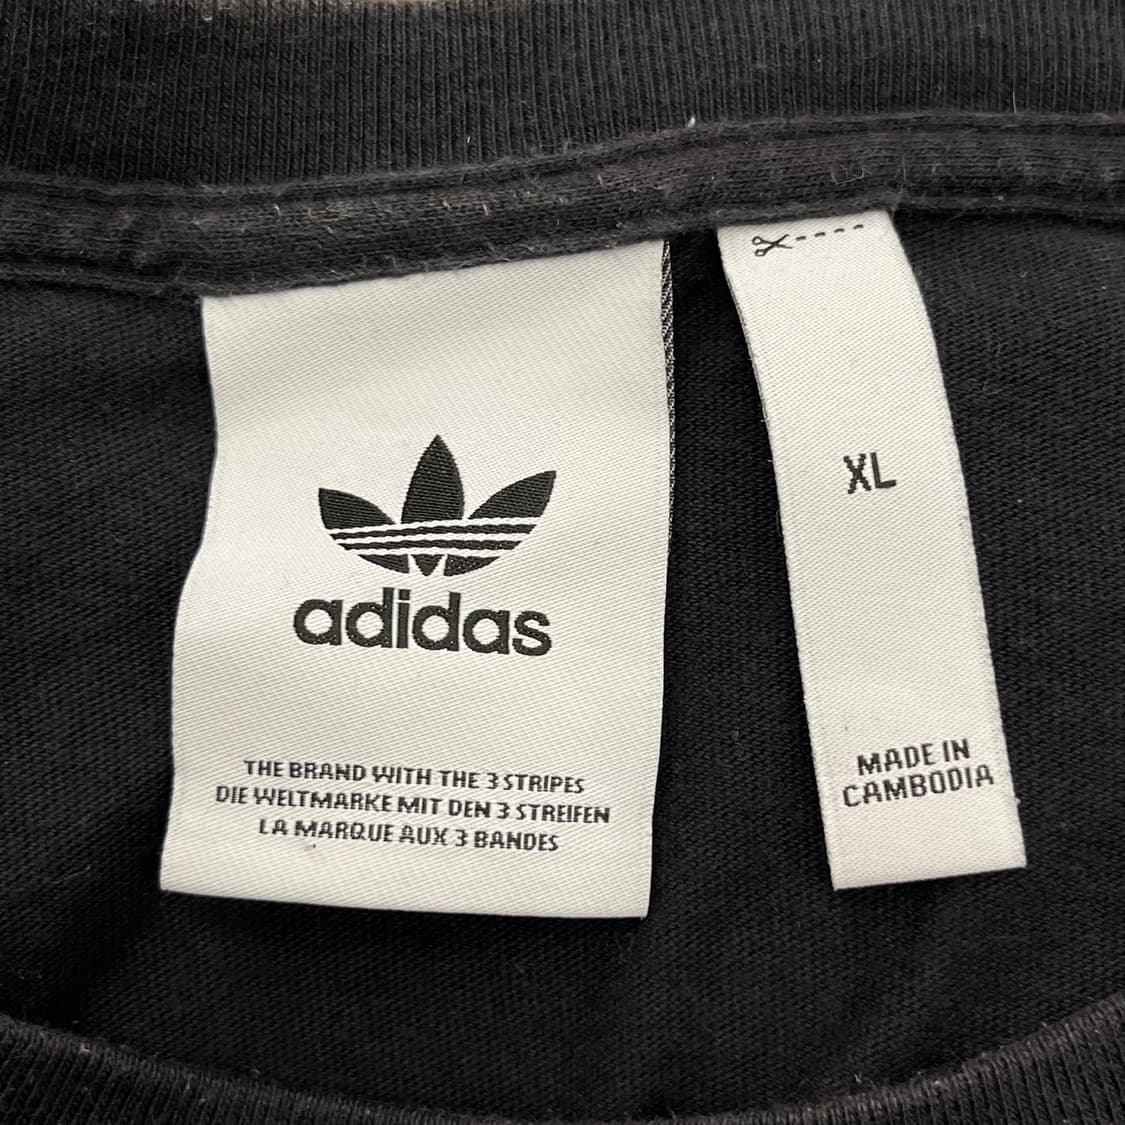 adidas
THE BRAND WITH THE 3 STRIPES
DIE WELTMARKE MIT DEN 3 STREIFEN
LA MARQUE AUX 3 BANDES
XL
MADE IN
CAMBODIA